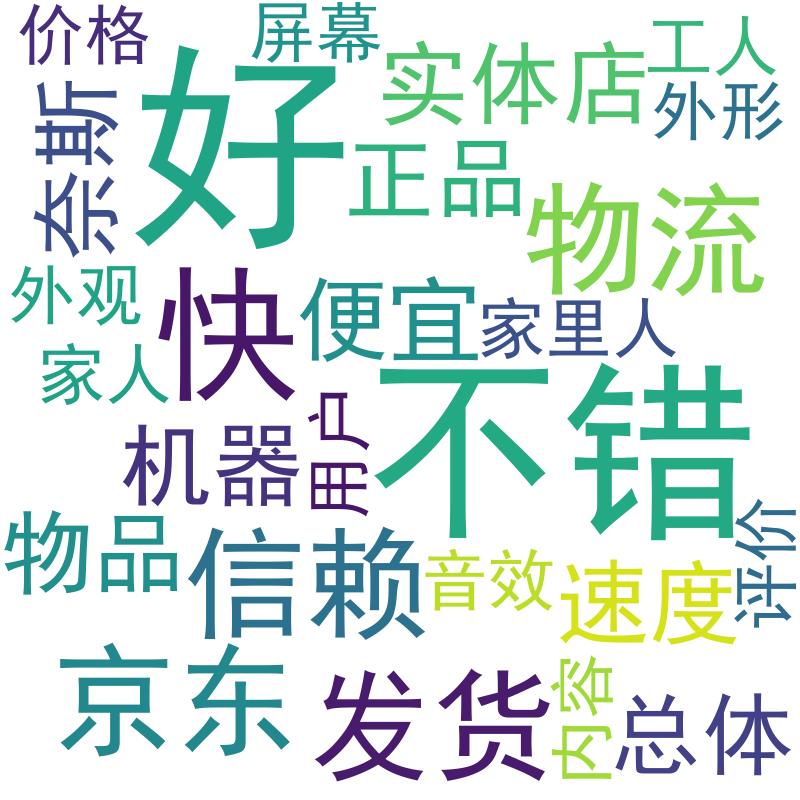 价格
屏幕
工人
实体店
外形
奈斯
好
正品
物流
外观
快
便宜
家里人
家人
不错
用户
机器
评价
物品
信赖
音效
速度
京东
发货
内容
总体